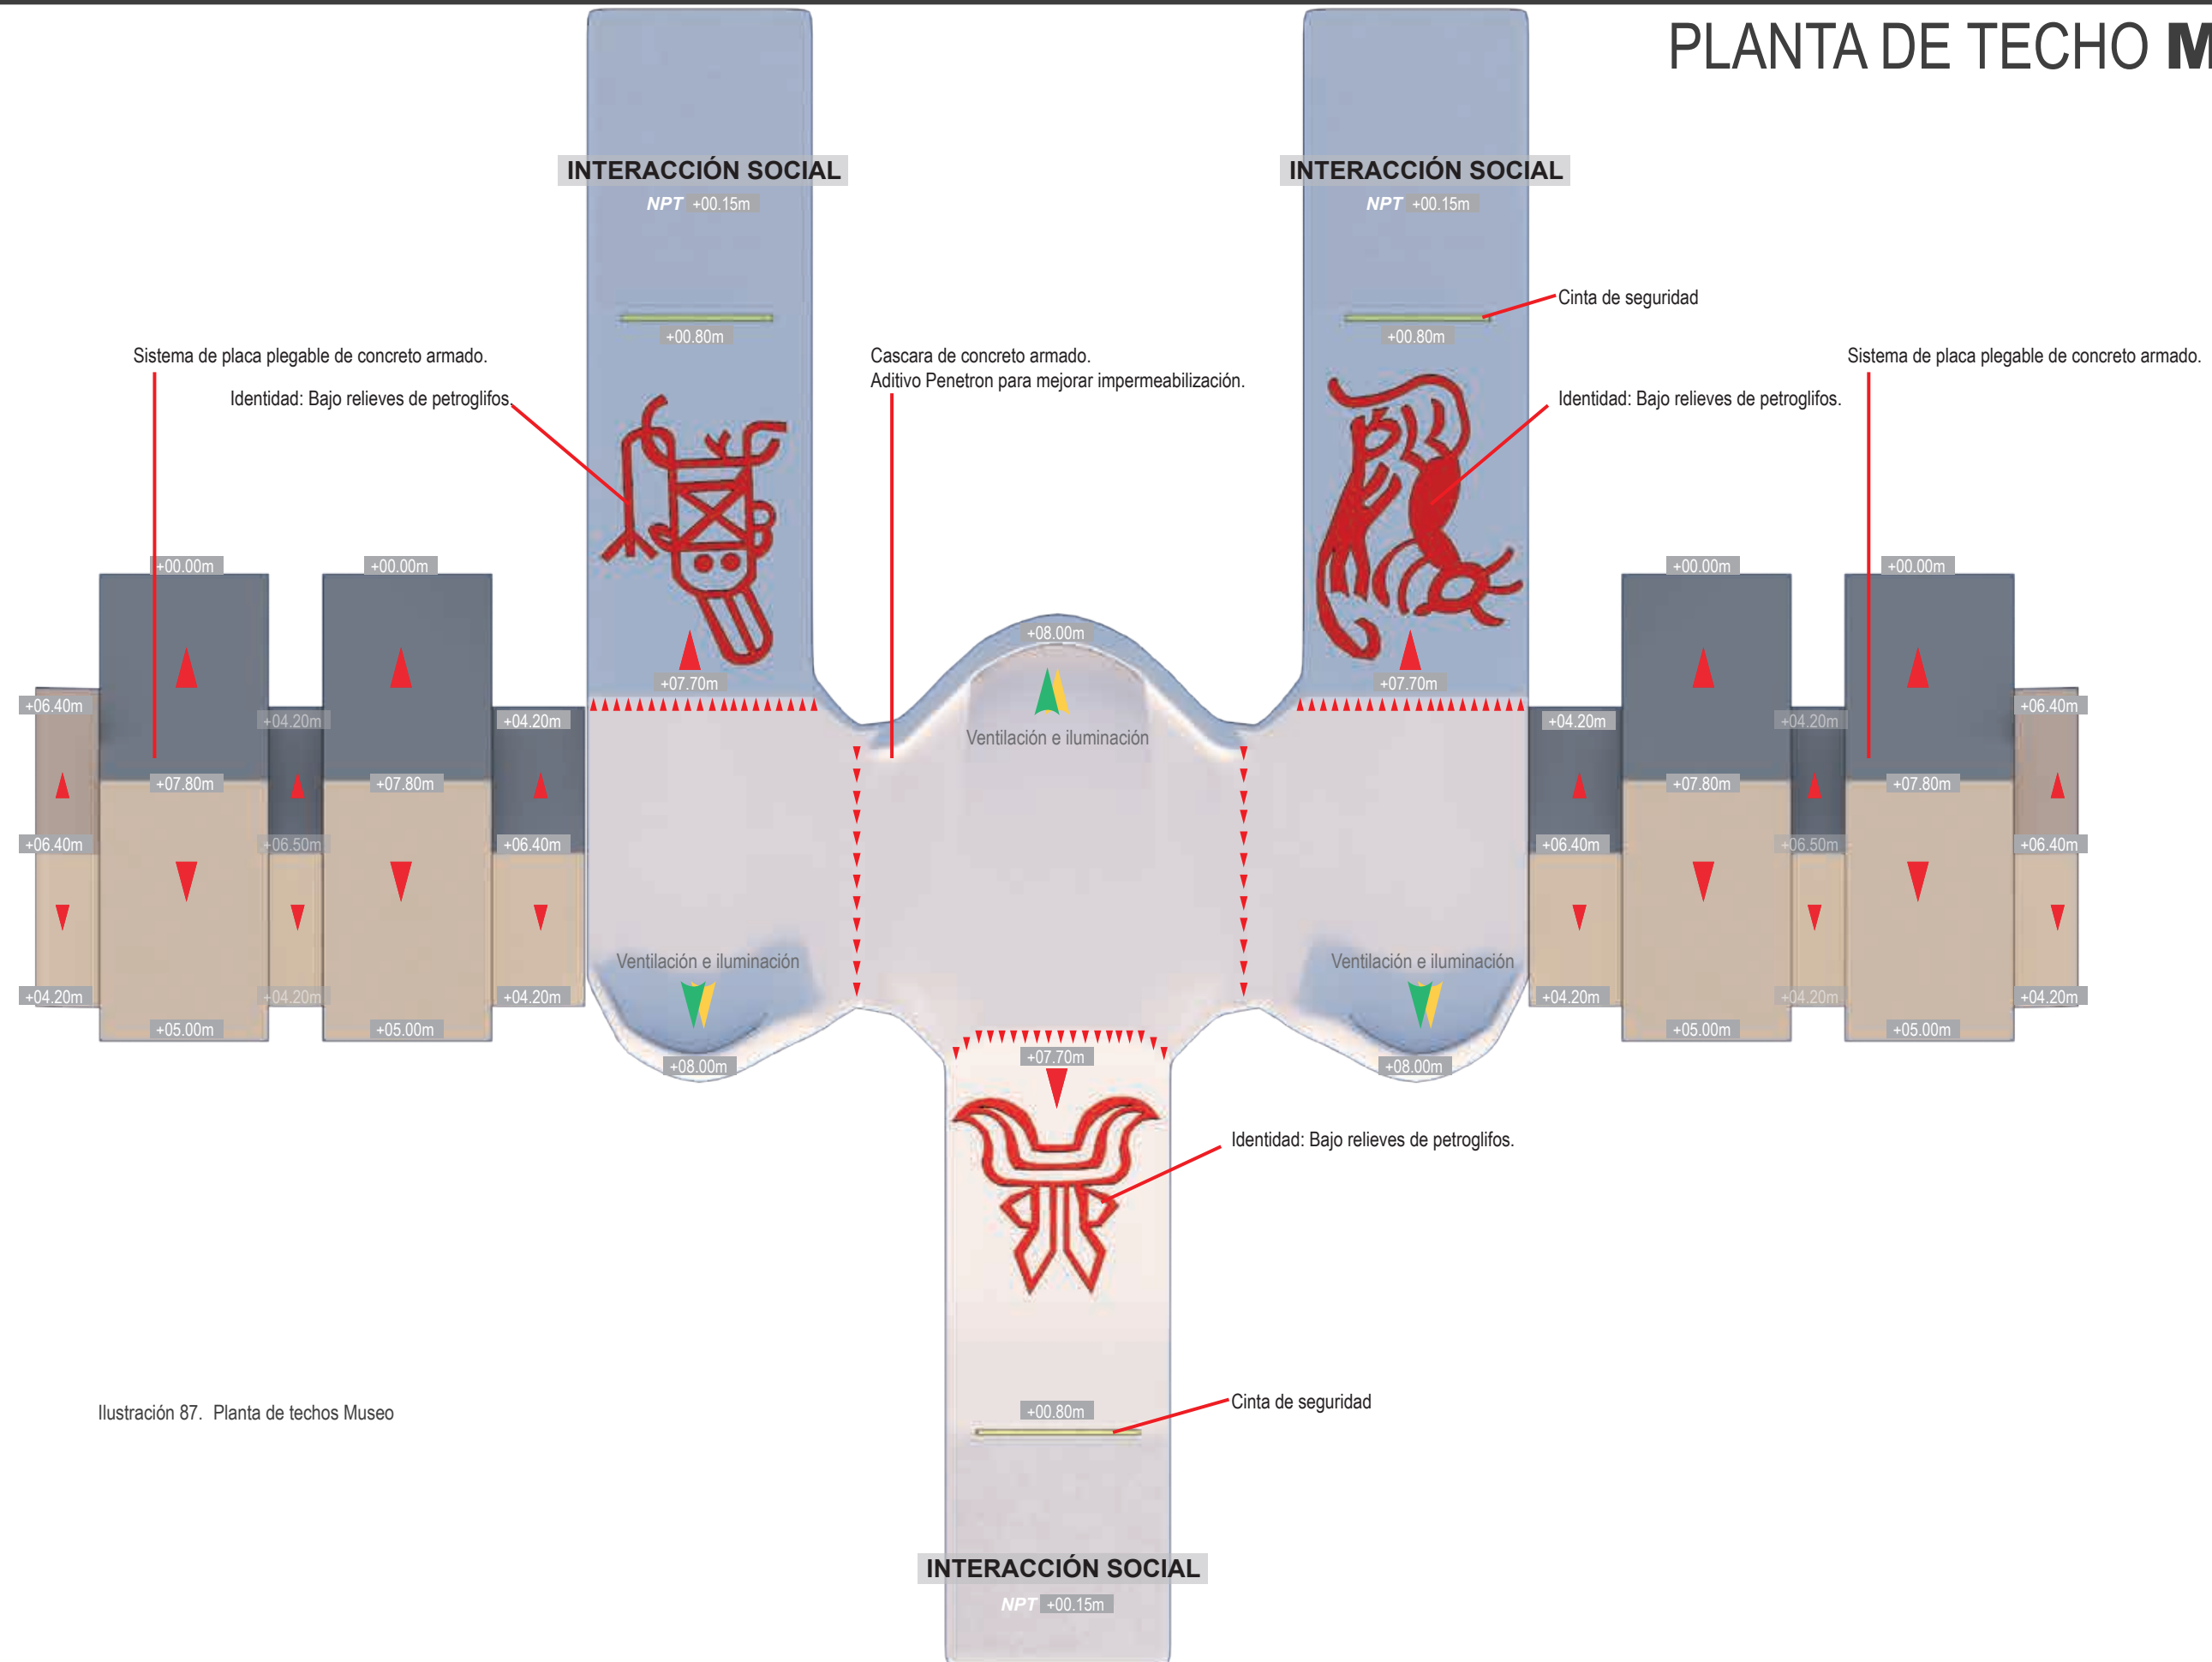 PLANTA DE TECHO M
INTERACCIÓN SOCIAL
NPT +00.15m
INTERACCIÓN SOCIAL
NPT +00.15m
Cinta de seguridad
+00.80m
+00.80m
Sistema de placa plegable de concreto armado.
Identidad: Bajo relieves de petroglifos.
Cascara de concreto armado.
Aditivo Penetron para mejorar impermeabilización.
Sistema de placa plegable de concreto armado.
Identidad: Bajo relieves de petroglifos.
+00.00m
+00.00m
+00.00m
+00.00m
+08.00m
+07.70m
+07.70m
+06.40m
+04.20m
+04.20m
+04.20m
+04.20m
+06.40m
Ventilación e iluminación
+07.80m
+07.80m
+07.80m
+07.80m
+06.40m
+06.50m
+06.40m
+06.40m
+06.50m
+06.40m
Ventilación e iluminación
Ventilación e iluminación
+04.20m
+04.20m
+04.20m
+04.20m
+04.20m
+04.20m
+05.00m
+05.00m
+05.00m
+05.00m
+08.00m
+07.70m
+08.00m
Identidad: Bajo relieves de petroglifos.
Cinta de seguridad
+00.80m
Ilustración 87. Planta de techos Museo
INTERACCIÓN SOCIAL
NPT +00.15m